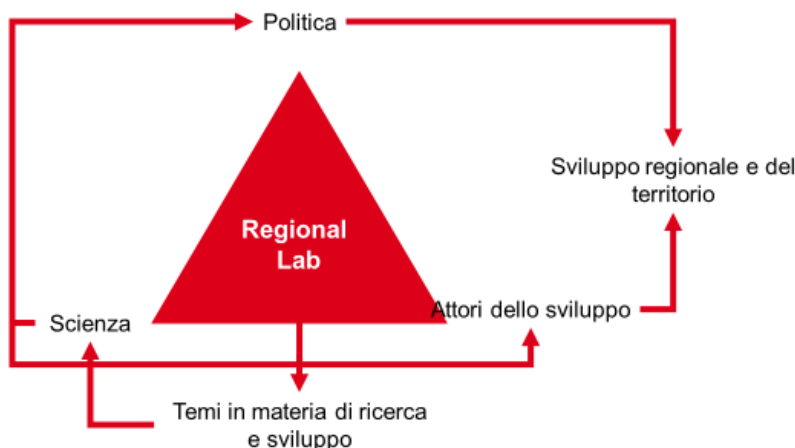 Politica
Sviluppo regionale e del
territorio
Regional
Lab
Attori dello sviluppo
Scienza
Temi in materia di ricerca
e sviluppo